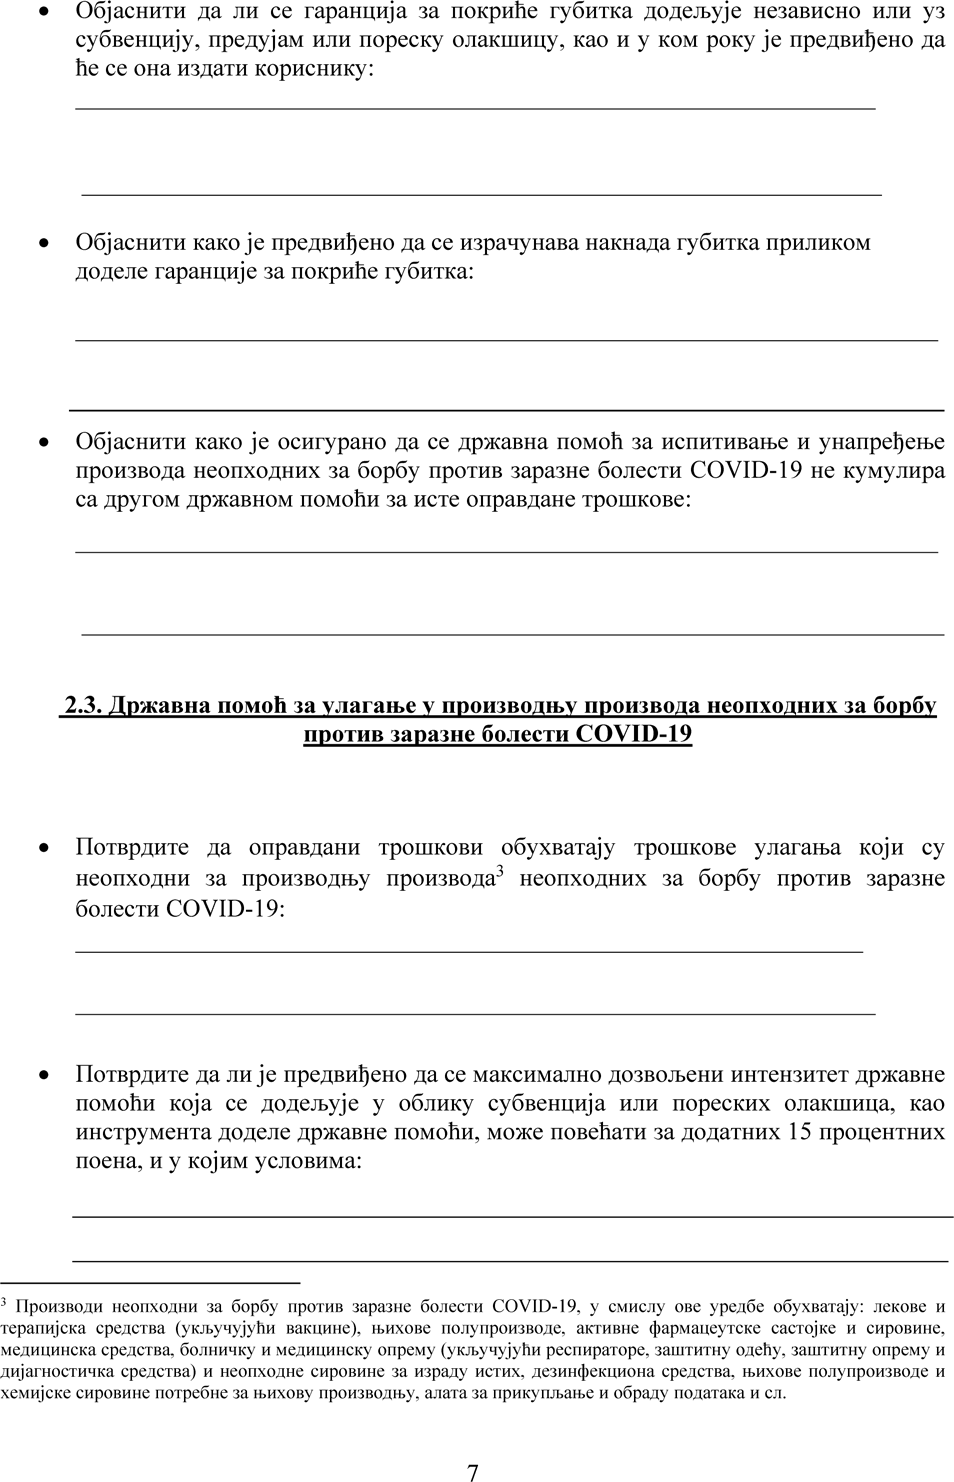 • Објаснити да ли се гаранција за покриће губитка додељује независно или уз
субвенцију, предујам или пореску олакшицу, као и у ком року је предвиђено да
ће се она издати кориснику:
• Објаснити како је предвиђено да се израчунава накнада губитка приликом
доделе гаранције за покриће губитка:
• Објаснити како је осигурано да се државна помоћ за испитивање и унапређење
производа неопходних за борбу против заразне болести COVID-19 не кумулира
са другом државном помоћи за исте оправдане трошкове:
2.3. Државна помоћ за улагање у производњу производа неопходних за борбу
против заразне болести COVID-19
• Потврдите да оправдани трошкови обухватају трошкове улагања који су
неопходни за производњу производа3 неопходних за борбу против заразне
болести COVID-19:
• Потврдите да ли је предвиђено да се максимално дозвољени интензитет државне
помоћи која се додељује у облику субвенција или пореских олакшица, као
инструмента доделе државне помоћи, може повећати за додатних 15 процентних
поена, и у којим условима:
3 Производи неопходни за борбу против заразне болести COVID-19, у смислу ове уредбе обухватају: лекове и
терапијска средства (укључујући вакцине), њихове полупроизводе, активне фармацеутске састојке и сировине,
медицинска средства, болничку и медицинску опрему (укључујући респираторе, заштитну одећу, заштитну опрему и
дијагностичка средства) и неопходне сировине за израду истих, дезинфекциона средства, њихове полупроизводе и
хемијске сировине потребне за њихову производњу, алата за прикупљање и обраду података и сл.
7